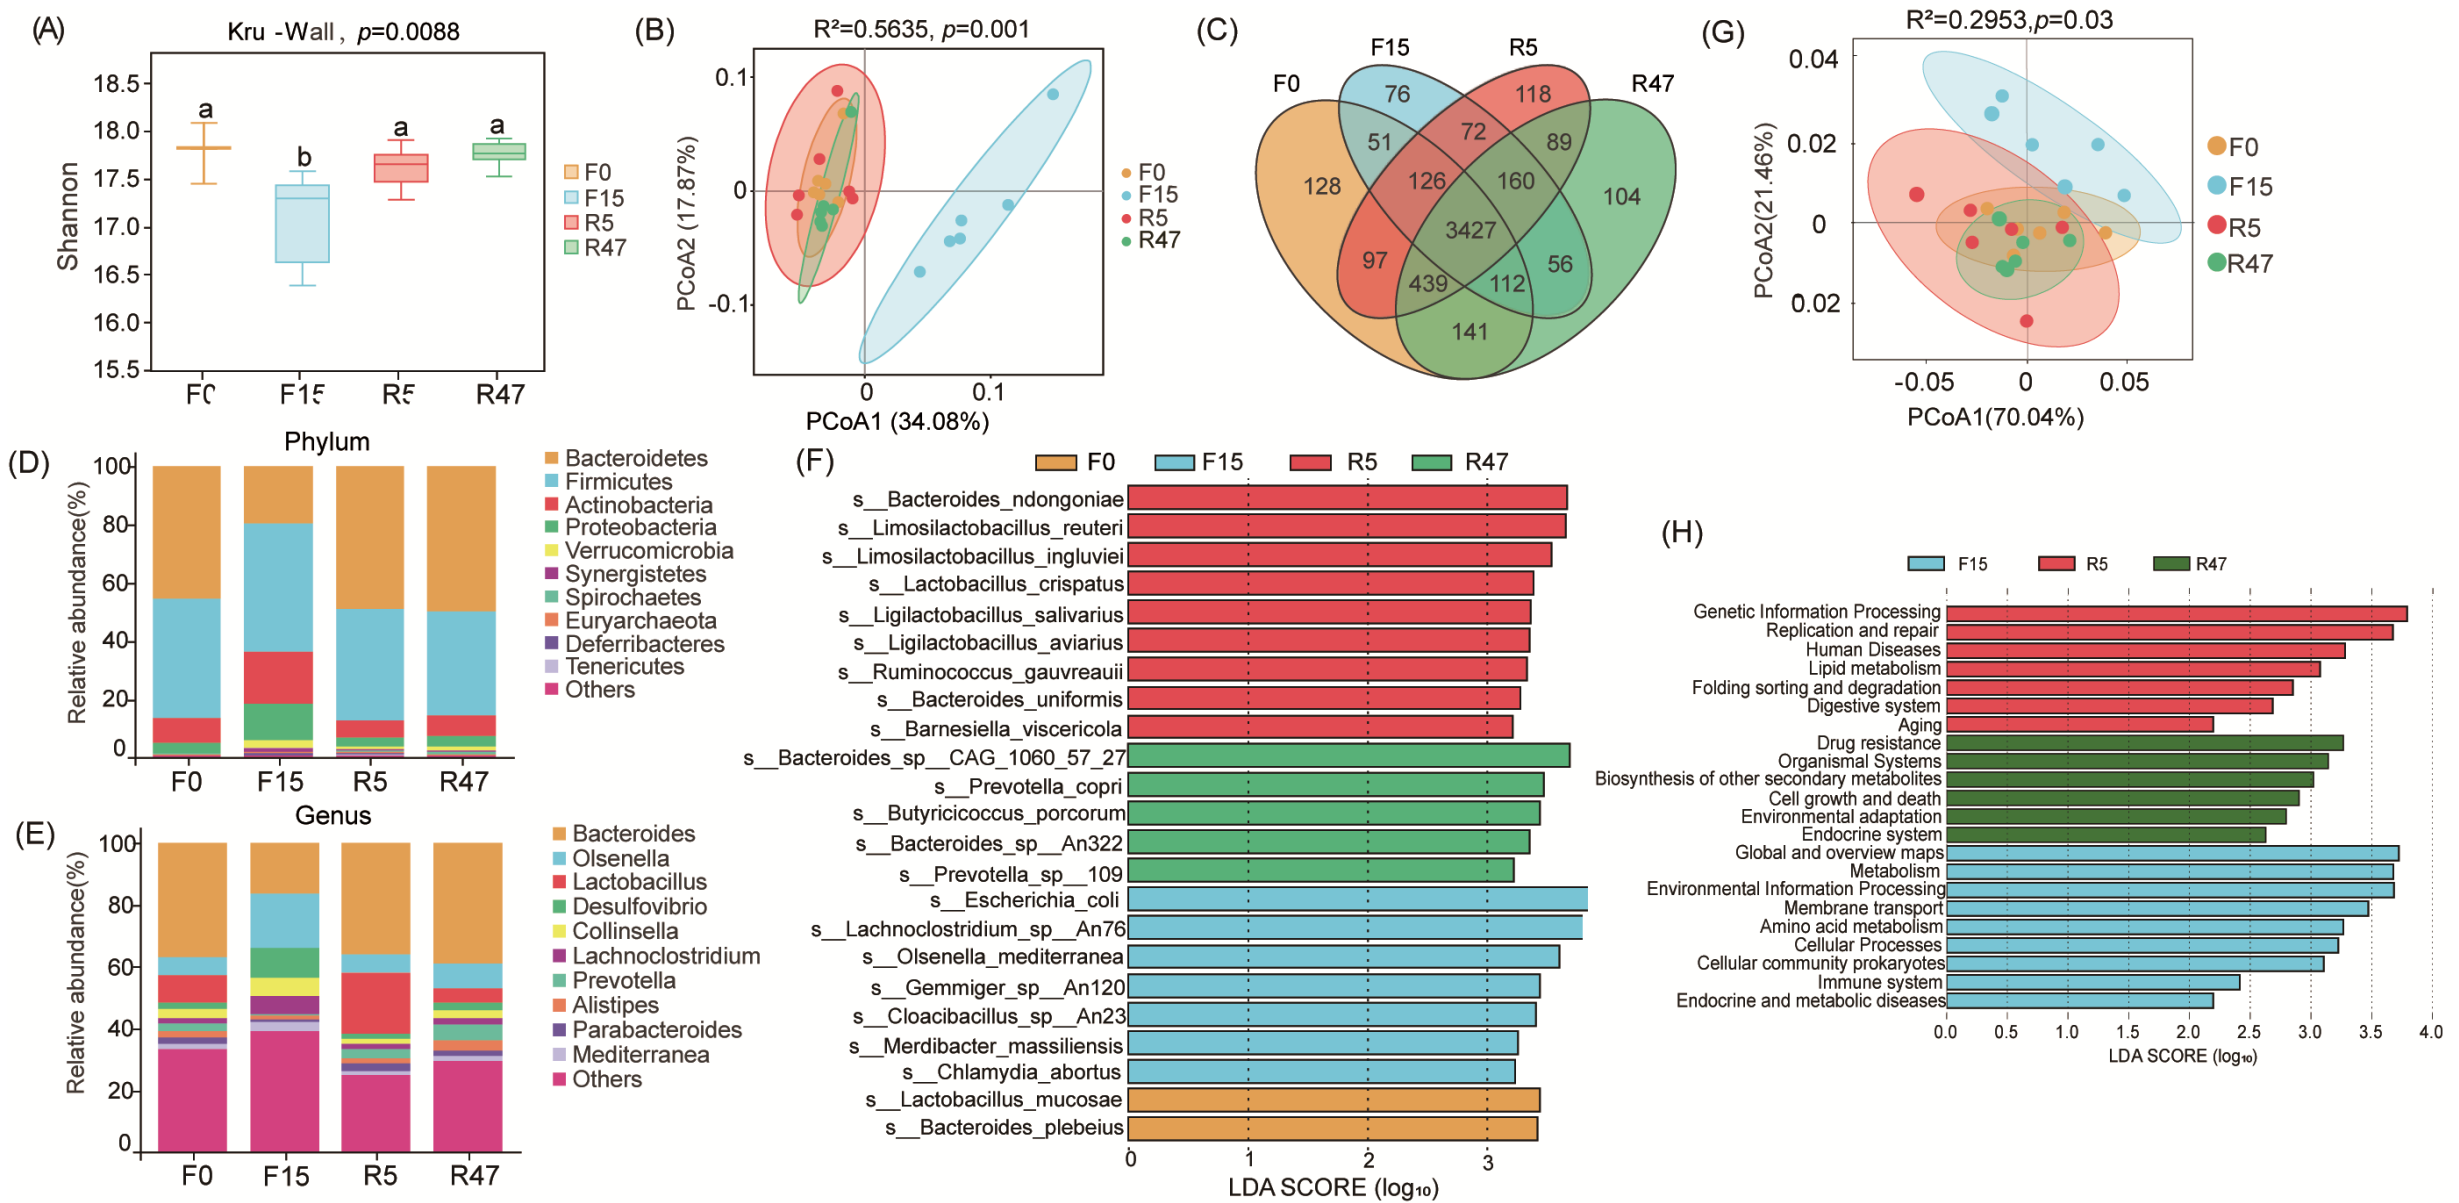 (A)
Kru -Wall, p=0.0088
Shannon
18.5
18.0
17.5
17.0
16.5
16.0
15.5
a
b
a
a
F0
F15
R5
R47
F0
F15
R5
R47
(B)
R²=0.5635, p=0.001
PCoA2 (17.87%)
0.1
0
-0.1
0
0.1
PCoA1 (34.08%)
F0
F15
R5
R47
(C)
F0
F15
R5
R47
76
118
51
72
89
128
126
160
104
3427
97
56
439
112
141
(G)
R²=0.2953,p=0.03
PCoA2(21.46%)
0.04
0.02
0
0.02
-0.05
0
0.05
PCoA1(70.04%)
F0
F15
R5
R47
(D)
Phylum
Relative abundance(%)
100
80
60
40
20
0
F0
F15
R5
R47
Bacteroidetes
Firmicutes
Actinobacteria
Proteobacteria
Verrucomicrobia
Synergistetes
Spirochaetes
Euryarchaeota
Deferribacteres
Tenericutes
Others
(E)
Genus
Relative abundance(%)
100
80
60
40
20
0
F0
F15
R5
R47
Bacteroides
Olsenella
Lactobacillus
Desulfovibrio
Collinsella
Lachnoclostridium
Prevotella
Alistipes
Parabacteroides
Mediterranea
Others
(F)
F0
F15
R5
R47
s__Bacteroides_ndongoniae
s__Limosilactobacillus_reuteri
s__Limosilactobacillus_ingluviei
s__Lactobacillus_crispatus
s__Ligilactobacillus_salivarius
s__Ligilactobacillus_aviarius
s__Ruminococcus_gauvreauii
s__Bacteroides_uniformis
s__Barnesiella_viscericola
s__Bacteroides_sp__CAG_1060_57_27
s__Prevotella_copri
s__Butyricicoccus_porcorum
s__Bacteroides_sp__An322
s__Prevotella_sp__109
s__Escherichia_coli
s__Lachnoclostridium_sp__An76
s__Olsenella_mediterranea
s__Gemmiger_sp__An120
s__Cloacibacillus_sp__An23
s__Merdibacter_massiliensis
s__Chlamydia_abortus
s__Lactobacillus_mucosae
s__Bacteroides_plebeius
0
1
2
3
LDA SCORE (log₁₀)
(H)
F15
R5
R47
Genetic Information Processing
Replication and repair
Human Diseases
Lipid metabolism
Folding sorting and degradation
Digestive system
Aging
Drug resistance
Organismal Systems
Biosynthesis of other secondary metabolites
Cell growth and death
Environmental adaptation
Endocrine system
Global and overview maps
Metabolism
Environmental Information Processing
Membrane transport
Amino acid metabolism
Cellular Processes
Cellular community prokaryotes
Immune system
Endocrine and metabolic diseases
0.0
1.0
1.5
2.0
2.5
3.0
3.5
4.0
LDA SCORE (log₁₀)